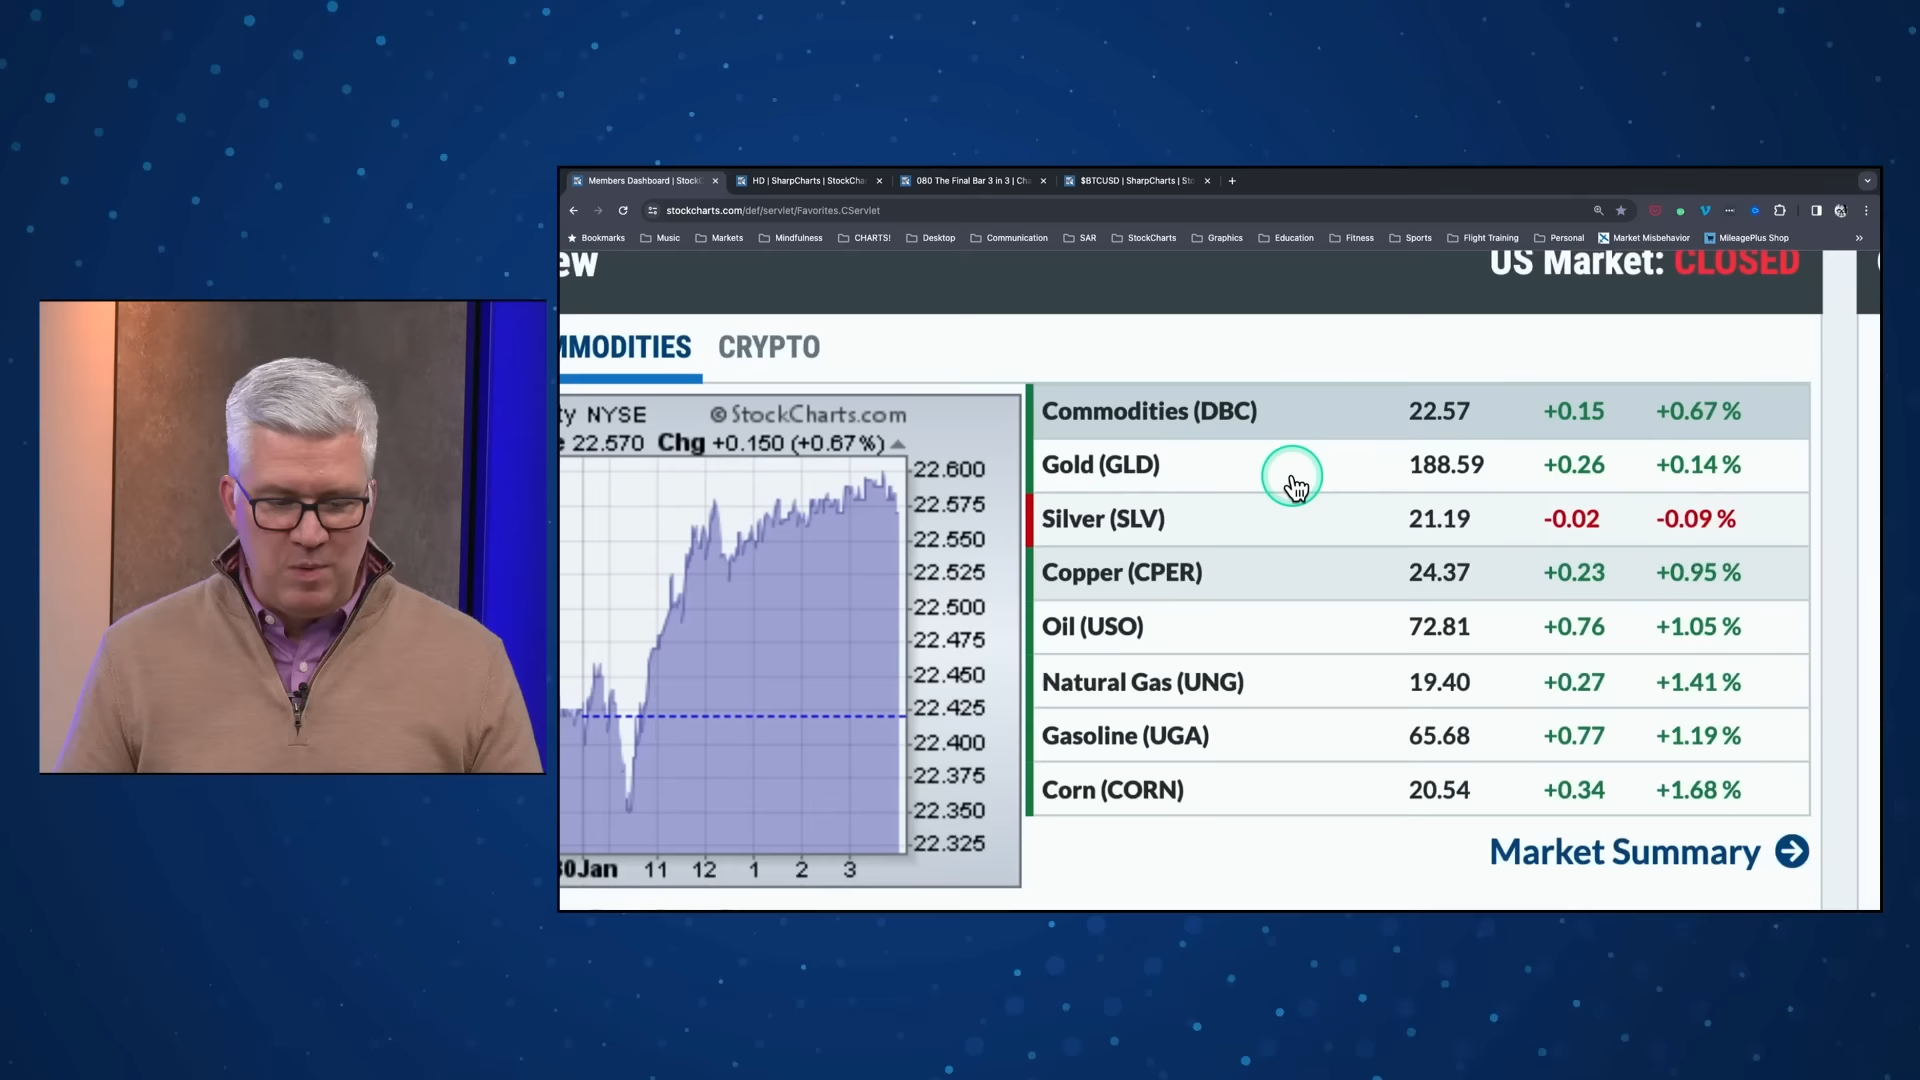 Members Dashboard | StockC
HD | SharpCharts | StockCha
080 The Final Bar 3 in 3 | Cha
$BTCUSD | SharpCharts | Sto
stockcharts.com/def/servlet/Favorites.CServlet
Bookmarks Music Markets Mindfulness CHARTS! Desktop Communication SAR StockCharts Graphics Education Fitness Sports Flight Training Personal Market Misbehavior MileagePlus Shop »
ew
US Market: CLOSED
MMODITIES CRYPTO
ty NYSE © StockCharts.com
e 22.570 Chg +0.150 (+0.67%)
22.600
22.575
22.550
22.525
22.500
22.475
22.450
22.425
22.400
22.375
22.350
22.325
30Jan 11 12 1 2 3
Commodities (DBC) 22.57 +0.15 +0.67 %
Gold (GLD) 188.59 +0.26 +0.14 %
Silver (SLV) 21.19 -0.02 -0.09 %
Copper (CPER) 24.37 +0.23 +0.95 %
Oil (USO) 72.81 +0.76 +1.05 %
Natural Gas (UNG) 19.40 +0.27 +1.41 %
Gasoline (UGA) 65.68 +0.77 +1.19 %
Corn (CORN) 20.54 +0.34 +1.68 %
Market Summary